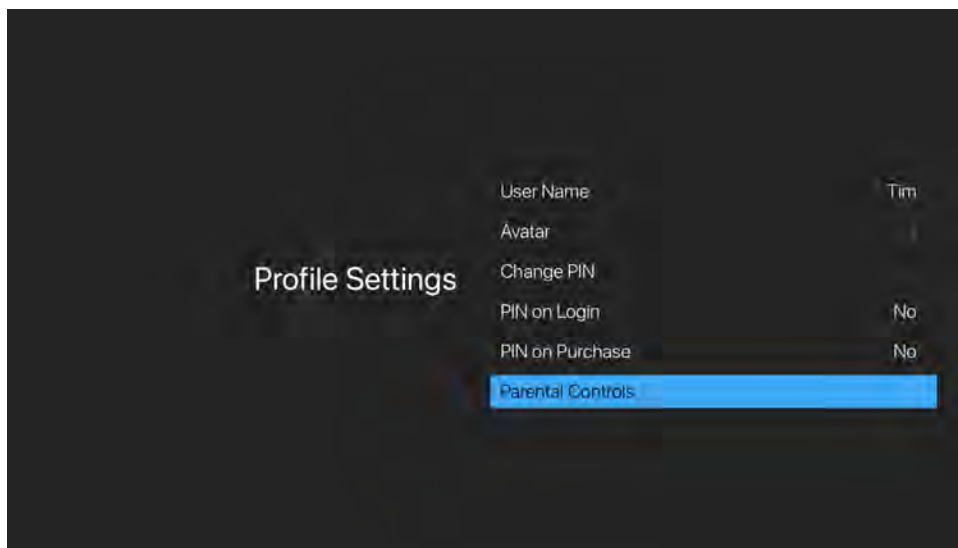 Profile Settings
User Name Tim
Avatar
Change PIN
PIN on Login No
PIN on Purchase No
Parental Controls